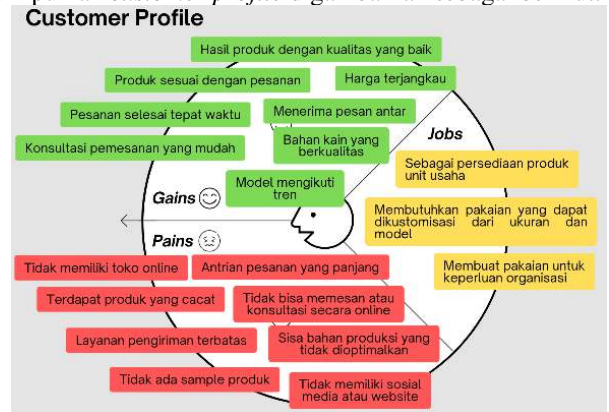 Customer Profile
Hasil produk dengan kualitas yang baik
Produk sesuai dengan pesanan
Harga terjangkau
Pesanan selesai tepat waktu
Menerima pesan antar
Konsultasi pemesanan yang mudah
Bahan kain yang
berkualitas
Model mengikuti
tren
Gains
Jobs
Sebagai persediaan produk
unit usaha
Membutuhkan pakaian yang dapat
dikustomisasi dari ukuran dan
model
Membuat pakaian untuk
keperluan organisasi
Pains
Tidak memiliki toko online
Antrian pesanan yang panjang
Terdapat produk yang cacat
Tidak bisa memesan atau
konsultasi secara online
Layanan pengiriman terbatas
Sisa bahan produksi yang
tidak dioptimalkan
Tidak ada sample produk
Tidak memiliki sosial
media atau website